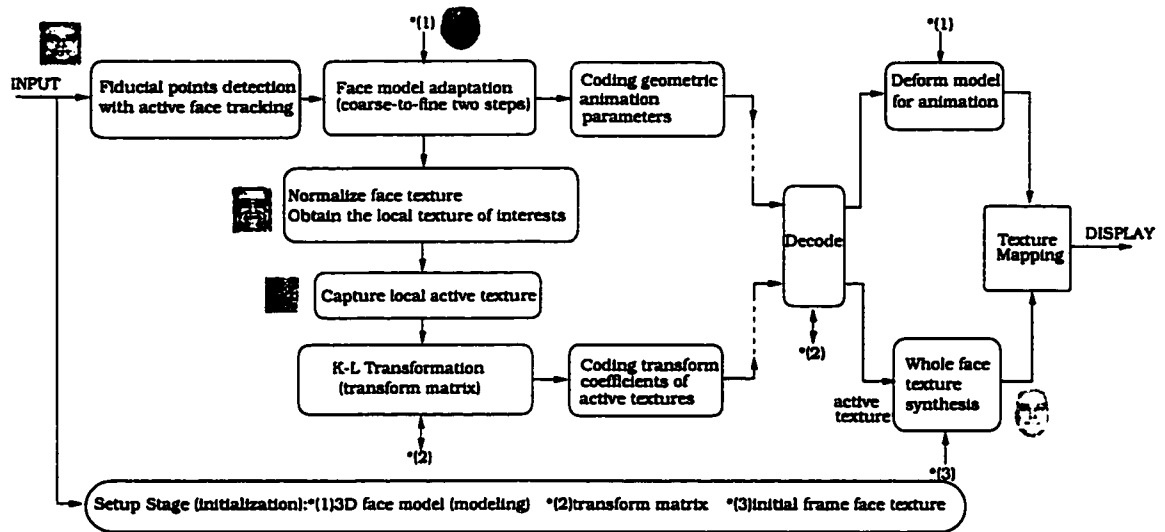 *(1)
*(1)
INPUT
Fiducial points detection
with active face tracking
Face model adaptation
(coarse-to-fine two steps)
Coding geometric
animation
parameters
Deform model
for animation
Normalize face texture
Obtain the local texture of interests
Decode
Texture
Mapping
DISPLAY
Capture local active texture
*(2)
K-L Transformation
(transform matrix)
Coding transform
coefficients of
active textures
active
texture
Whole face
texture
synthesis
*(2)
*(3)
Setup Stage (initialization):*(1)3D face model (modeling) *(2)transform matrix *(3)initial frame face texture